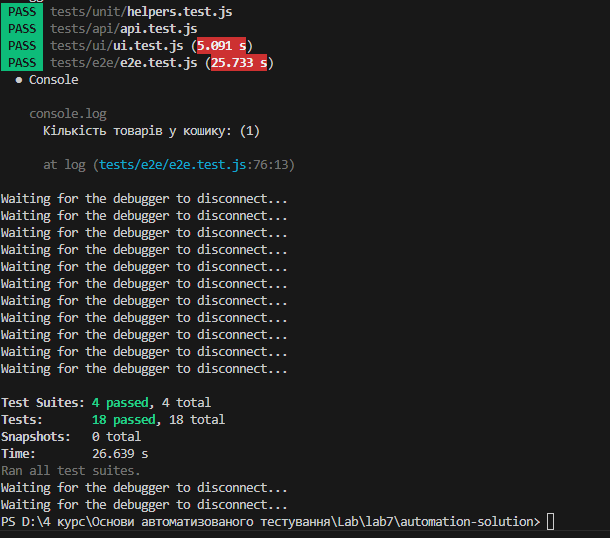 PASS tests/unit/helpers.test.js
PASS tests/api/api.test.js
PASS tests/ui/ui.test.js (5.091 s)
PASS tests/e2e/e2e.test.js (25.733 s)
● Console
console.log
Кількість товарів у кошику: (1)
at log (tests/e2e/e2e.test.js:76:13)
Waiting for the debugger to disconnect...
Waiting for the debugger to disconnect...
Waiting for the debugger to disconnect...
Waiting for the debugger to disconnect...
Waiting for the debugger to disconnect...
Waiting for the debugger to disconnect...
Waiting for the debugger to disconnect...
Waiting for the debugger to disconnect...
Waiting for the debugger to disconnect...
Waiting for the debugger to disconnect...
Waiting for the debugger to disconnect...
Test Suites: 4 passed, 4 total
Tests: 18 passed, 18 total
Snapshots: 0 total
Time: 26.639 s
Ran all test suites.
Waiting for the debugger to disconnect...
Waiting for the debugger to disconnect...
PS D:\4 курс\Основи автоматизованого тестування\Lab\lab7\automation-solution>